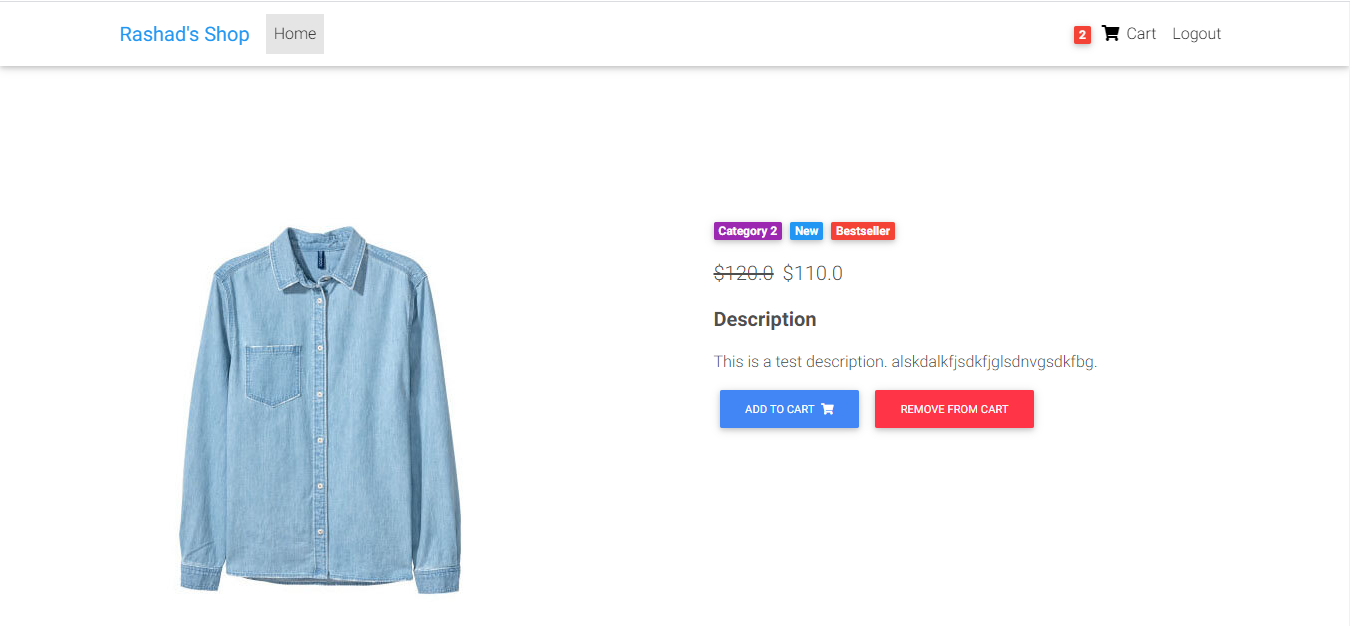 Rashad's Shop Home 2 Cart Logout
Category 2 New Bestseller
$120.0 $110.0
Description
This is a test description. alskdalkfjsdkfjglsdnvgsdkfbg.
ADD TO CART REMOVE FROM CART